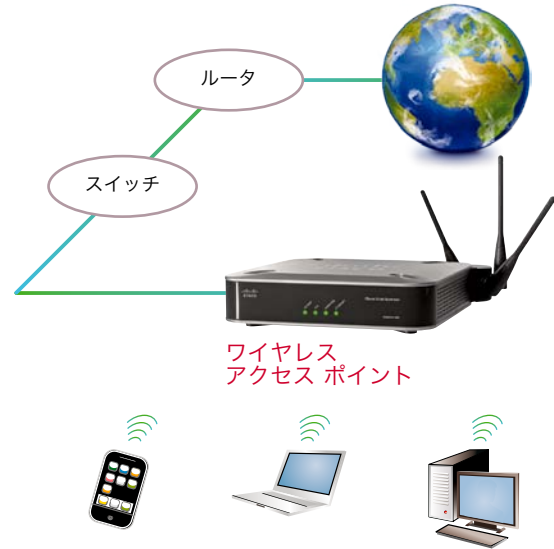 ルータ
スイッチ
ワイヤレス
アクセス ポイント